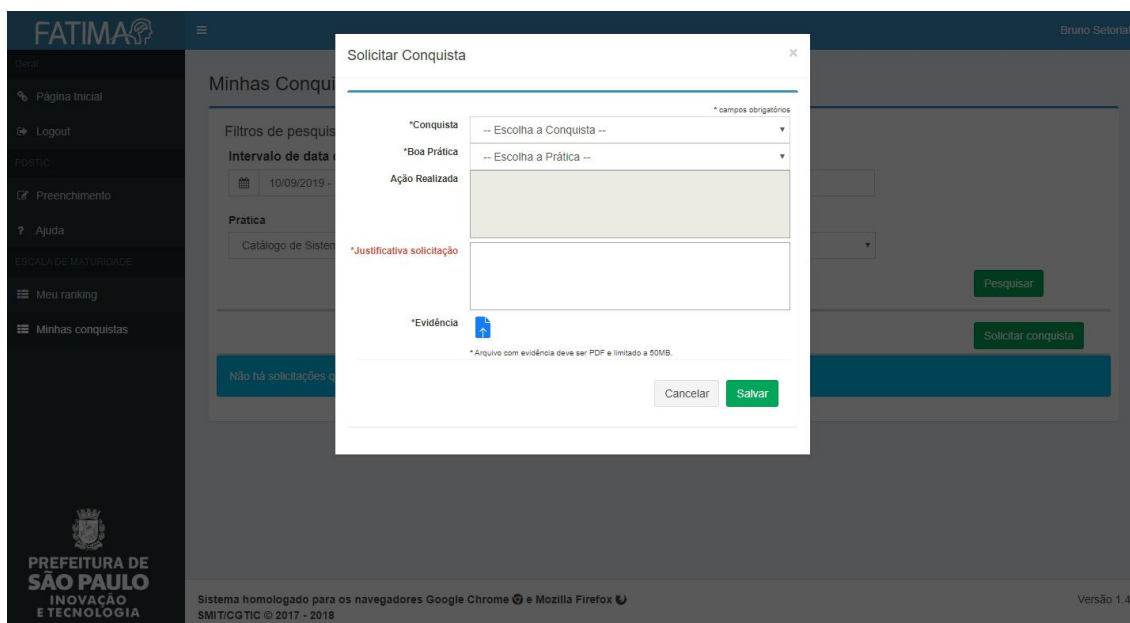 FATIMA
Bruno Setorial
Geral
Página Inicial
Logout
PDSTIC
Preenchimento
? Ajuda
ESCALA DE MATURIDADE
Meu ranking
Minhas conquistas
PREFEITURA DE
SÃO PAULO
INOVAÇÃO
E TECNOLOGIA
Minhas Conqui
Filtros de pesquis
Intervalo de data
10/09/2019 -
Pratica
Catálogo de Sistem
Pesquisar
Solicitar conquista
Não há solicitações q
Solicitar Conquista ×
* campos obrigatórios
*Conquista -- Escolha a Conquista --
*Boa Prática -- Escolha a Prática --
Ação Realizada
*Justificativa solicitação
*Evidência
* Arquivo com evidência deve ser PDF e limitado a 50MB.
Cancelar Salvar
Sistema homologado para os navegadores Google Chrome e Mozilla Firefox
SMIT/CGTIC © 2017 - 2018
Versão 1.4